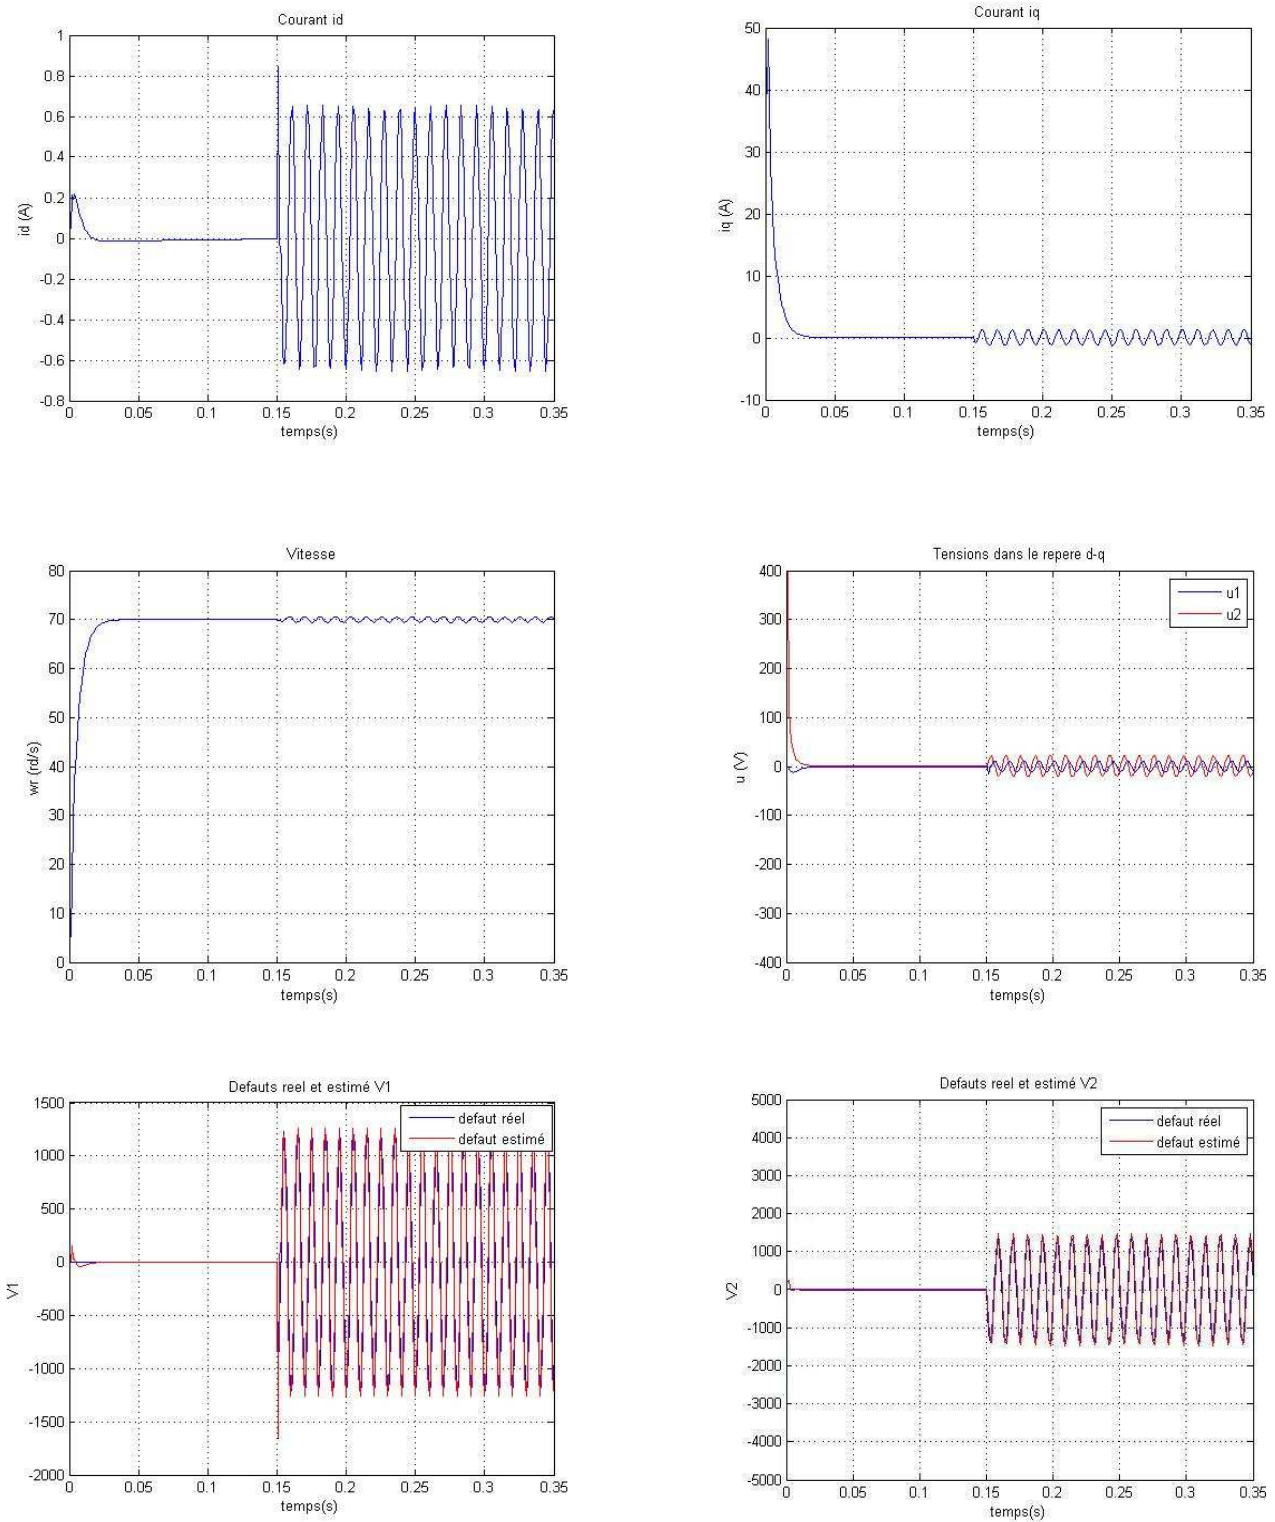 Courant id
1
0.8
0.6
0.4
0.2
0
-0.2
-0.4
-0.6
-0.8
id (A)
0 0.05 0.1 0.15 0.2 0.25 0.3 0.35
temps(s)
Courant iq
50
40
30
20
10
0
-10
iq (A)
0 0.05 0.1 0.15 0.2 0.25 0.3 0.35
temps(s)
Vitesse
80
70
60
50
40
30
20
10
0
wr (rd/s)
0 0.05 0.1 0.15 0.2 0.25 0.3 0.35
temps(s)
Tensions dans le repere d-q
400
300
200
100
0
-100
-200
-300
-400
u (V)
u1
u2
0 0.05 0.1 0.15 0.2 0.25 0.3 0.35
temps(s)
Defauts reel et estimé V1
1500
1000
500
0
-500
-1000
-1500
-2000
V1
defaut réel
defaut estimé
0 0.05 0.1 0.15 0.2 0.25 0.3 0.35
temps(s)
Defauts reel et estimé V2
5000
4000
3000
2000
1000
0
-1000
-2000
-3000
-4000
-5000
V2
defaut réel
defaut estimé
0 0.05 0.1 0.15 0.2 0.25 0.3 0.35
temps(s)